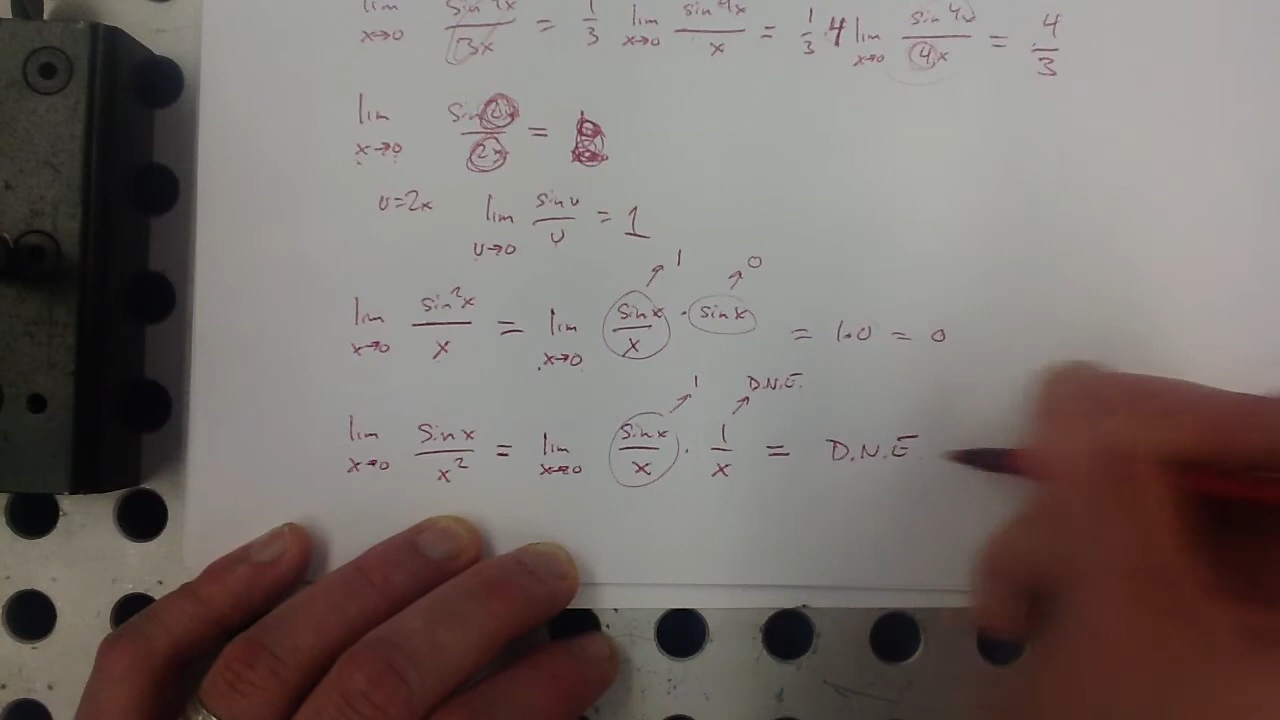 lim x→0 sin 4x / 3x = 1/3 lim x→0 sin 4x / x = 1/3 · 4 lim x→0 sin 4x / 4x = 4/3
lim x→0 sin 2x / 2x =
u=2x lim u→0 sin u / u = 1
1 0
lim x→0 sin²x / x = lim x→0 sin x / x · sin x = 1·0 = 0
1 D.N.E.
lim x→0 sin x / x² = lim x→0 sin x / x · 1/x = D.N.E.